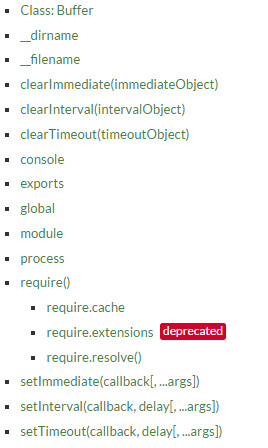 Class: Buffer
__dirname
__filename
clearImmediate(immediateObject)
clearInterval(intervalObject)
clearTimeout(timeoutObject)
console
exports
global
module
process
require()
require.cache
require.extensions deprecated
require.resolve()
setImmediate(callback[, ...args])
setInterval(callback, delay[, ...args])
setTimeout(callback, delay[, ...args])